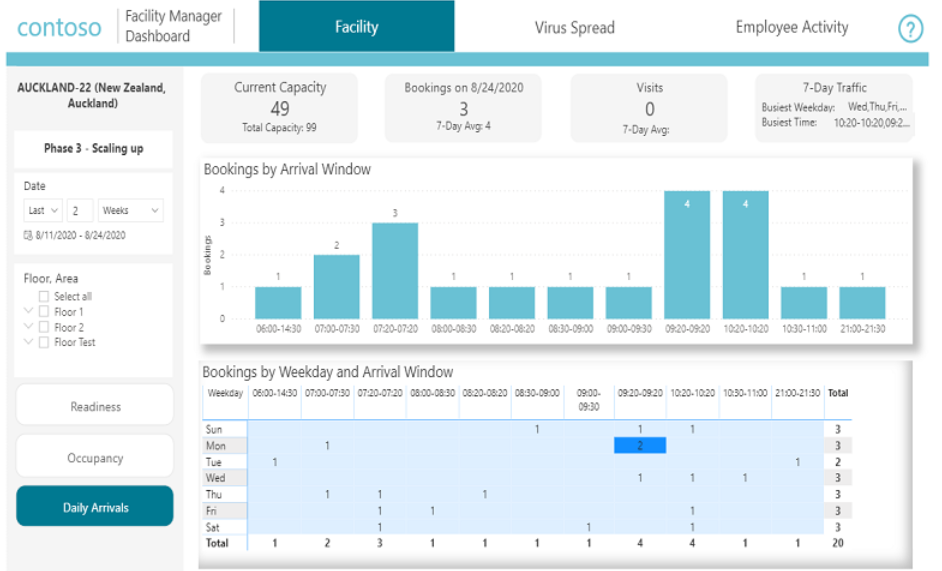 contoso
Facility Manager
Dashboard
Facility
Virus Spread
Employee Activity
?
AUCKLAND-22 (New Zealand,
Auckland)
Phase 3 - Scaling up
Date
Last 2 Weeks
8/11/2020 - 8/24/2020
Floor, Area
Select all
Floor 1
Floor 2
Floor Test
Readiness
Occupancy
Daily Arrivals
Current Capacity
49
Total Capacity: 99
Bookings on 8/24/2020
3
7-Day Avg: 4
Visits
0
7-Day Avg:
7-Day Traffic
Busiest Weekday: Wed,Thu,Fri,...
Busiest Time: 10:20-10:20,09:2...
Bookings by Arrival Window
Bookings
4
3
2
1
0
1 2 3 1 1 1 1 4 4 1 1
06:00-14:30 07:00-07:30 07:20-07:20 08:00-08:30 08:20-08:20 08:30-09:00 09:00-09:30 09:20-09:20 10:20-10:20 10:30-11:00 21:00-21:30
Bookings by Weekday and Arrival Window
Weekday 06:00-14:30 07:00-07:30 07:20-07:20 08:00-08:30 08:20-08:20 08:30-09:00 09:00-09:30 09:20-09:20 10:20-10:20 10:30-11:00 21:00-21:30 Total
Sun 1 1 1 3
Mon 1 2 3
Tue 1 1 2
Wed 1 1 1 3
Thu 1 1 1 3
Fri 1 1 1 3
Sat 1 1 1 3
Total 1 2 3 1 1 1 1 4 4 1 1 20